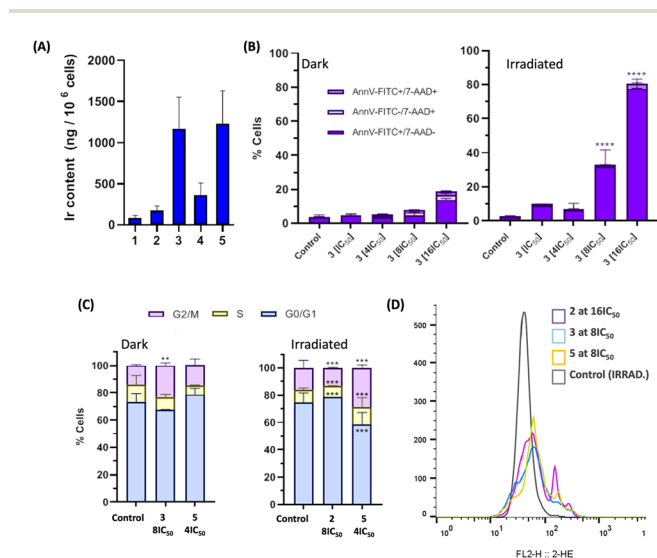 (A)
Ir content (ng / 10⁶ cells)
2000
1500
1000
500
0
1 2 3 4 5
(B)
Dark
Irradiated
% Cells
100
80
60
40
20
0
AnnV-FITC+/7-AAD+
AnnV-FITC-/7-AAD+
AnnV-FITC+/7-AAD-
Control
3 [IC₅₀]
3 [4IC₅₀]
3 [8IC₅₀]
3 [16IC₅₀]
100
80
60
40
20
0
****
****
Control
3 [IC₅₀]
3 [4IC₅₀]
3 [8IC₅₀]
3 [16IC₅₀]
(C)
G2/M S G0/G1
Dark
Irradiated
% Cells
100
80
60
40
20
0
**
Control 3 5
8IC₅₀ 4IC₅₀
% Cells
100
80
60
40
20
0
*** ***
*** ***
*** ***
Control 2 5
8IC₅₀ 4IC₅₀
(D)
2 at 16IC₅₀
3 at 8IC₅₀
5 at 8IC₅₀
Control (IRRAD.)
500
400
300
200
100
0
10⁰ 10¹ 10² 10³ 1
FL2-H :: 2-HE